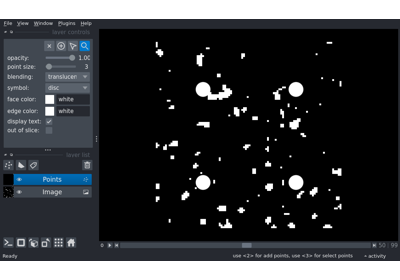 File View Window Plugins Help
layer controls
opacity: 1.00
point size: 3
blending: translucen
symbol: disc
face color: white
edge color: white
display text:
out of slice:
layer list
Points
Image
0 50 99
Ready use <2> for add points, use <3> for select points activity